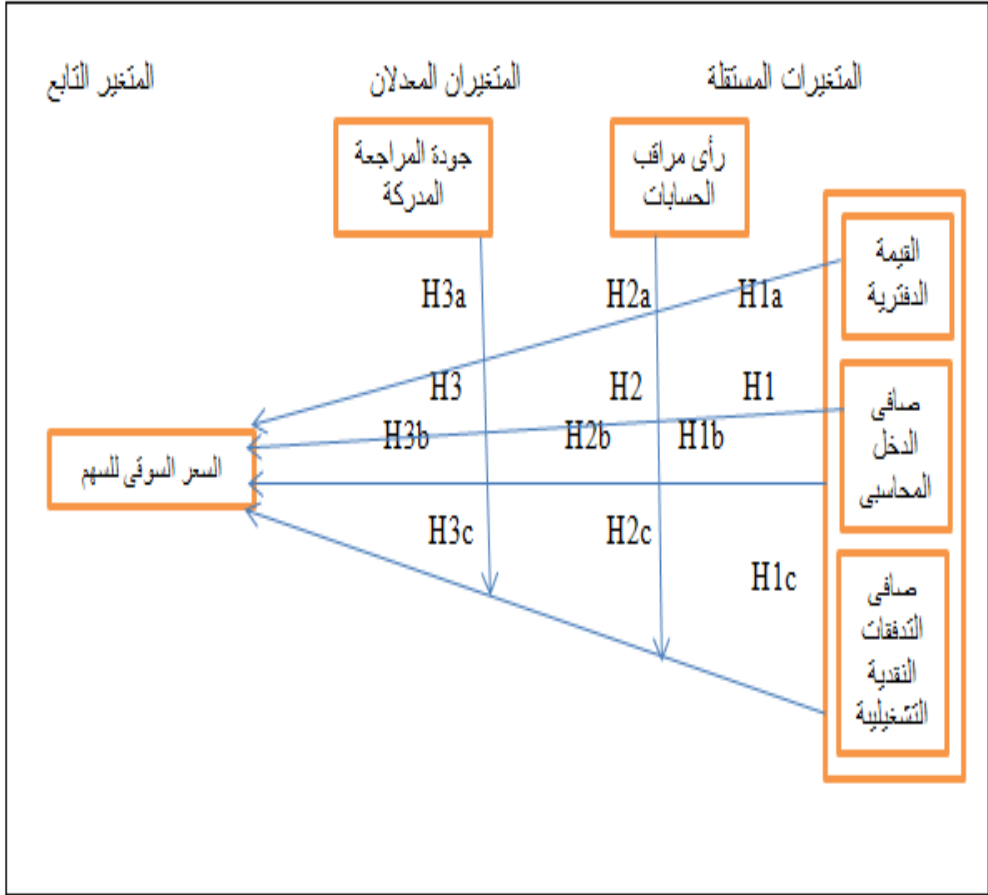 المتغيرات المستقلة
المتغيران المعدلان
المتغير التابع
رأى مراقب
الحسابات
جودة المراجعة
المدركة
القيمة
الدفترية
H1a
H2a
H3a
H1
H2
H3
صافى
الدخل
المحاسبى
H1b
H2b
H3b
السعر السوقى للسهم
H1c
H2c
H3c
صافى
التدفقات
النقدية
التشغيلية